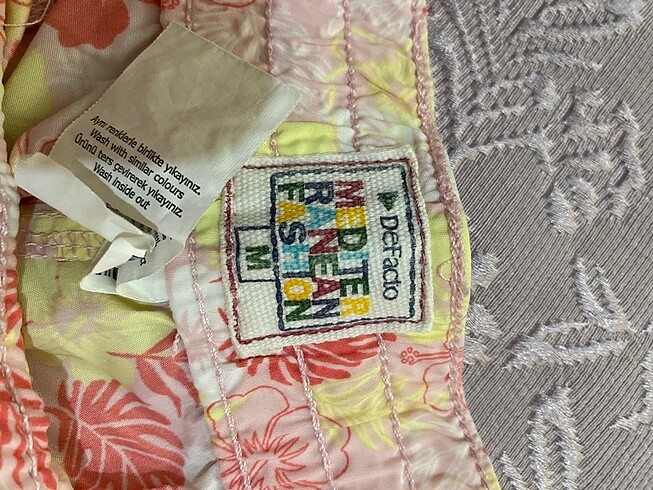 Aynı renklerle birlikte yıkayınız.
Wash with similar colours
Ürünü ters çevirerek yıkayınız.
Wash inside out
DeFacto
MEDITER
RANEAN
FASHION
M